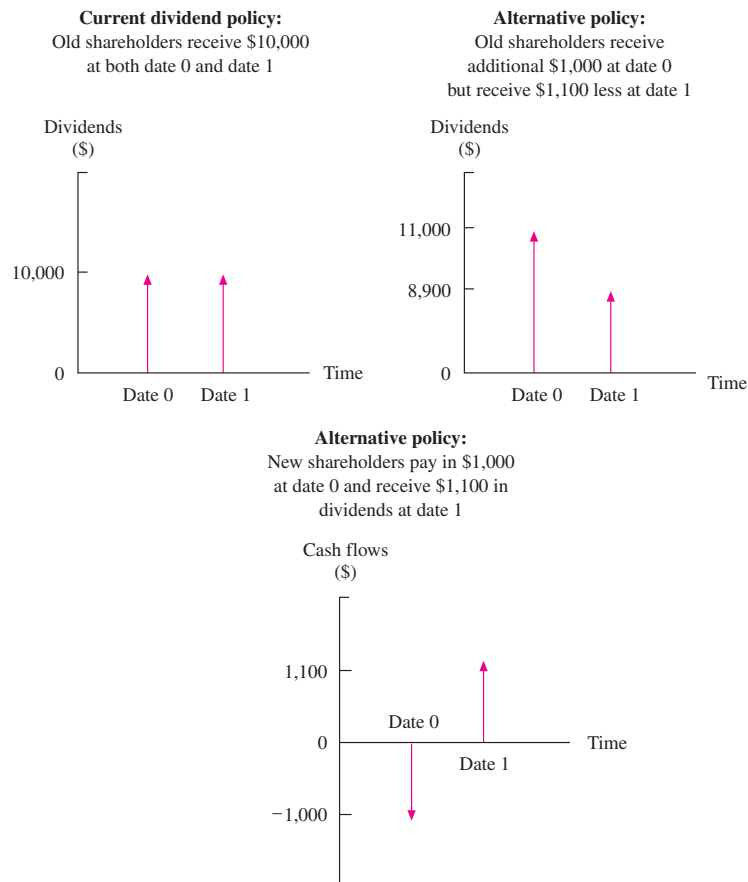 Current dividend policy:
Old shareholders receive $10,000
at both date 0 and date 1
Dividends
($)
10,000
0
Time
Date 0 Date 1
Alternative policy:
Old shareholders receive
additional $1,000 at date 0
but receive $1,100 less at date 1
Dividends
($)
11,000
8,900
0
Time
Date 0 Date 1
Alternative policy:
New shareholders pay in $1,000
at date 0 and receive $1,100 in
dividends at date 1
Cash flows
($)
1,100
Date 0
0
Time
Date 1
−1,000